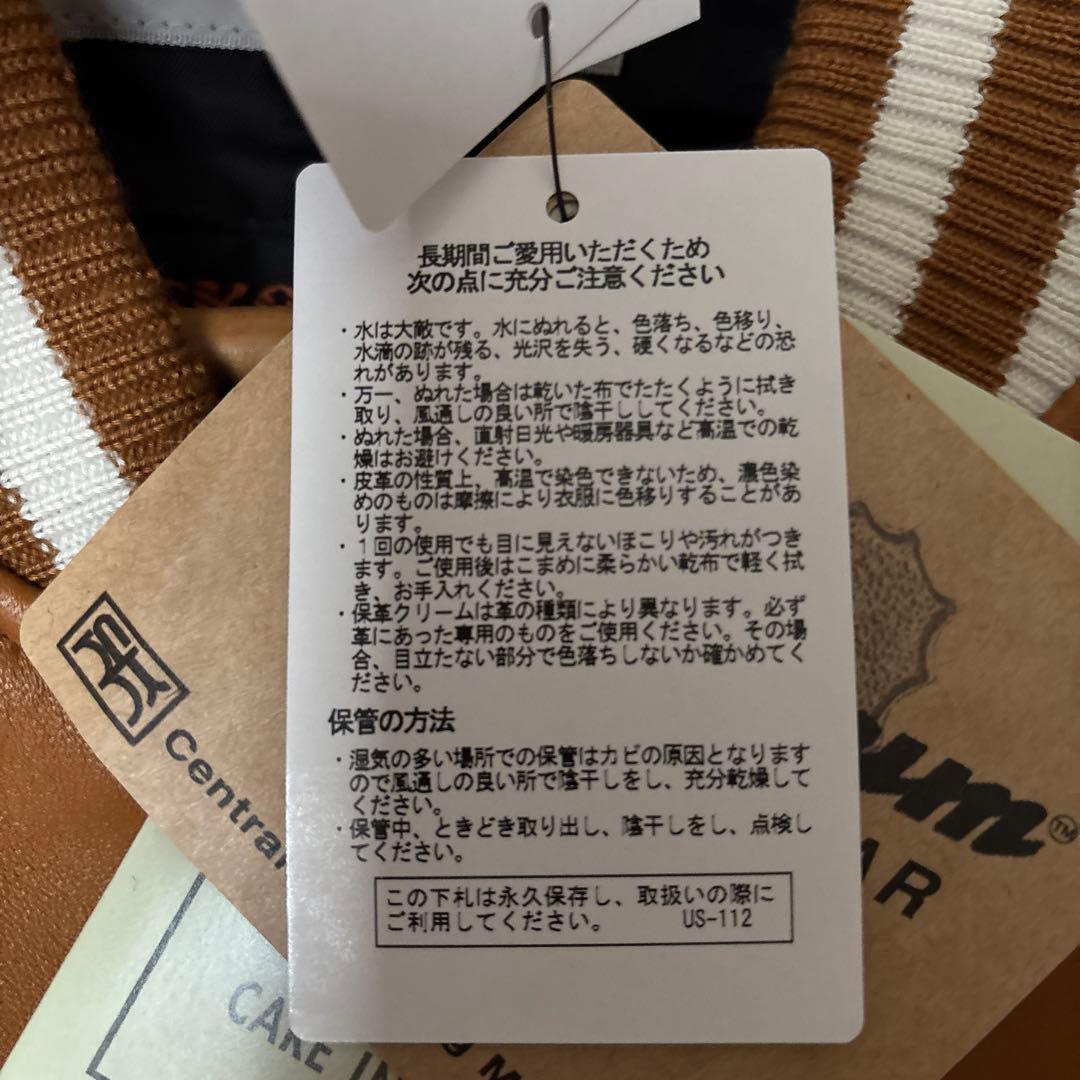 長期間ご愛用いただくため
次の点に充分ご注意ください
・水は大敵です。水にぬれると、色落ち、色移り、
水滴の跡が残る、光沢を失う、硬くなるなどの恐
れがあります。
・万一、ぬれた場合は乾いた布でたたくように拭き
取り、風通しの良い所で陰干ししてください。
・ぬれた場合、直射日光や暖房器具など高温での乾
燥はお避けください。
・皮革の性質上、高温で染色できないため、濃色染
めのものは摩擦により衣服に色移りすることがあ
ります。
・1回の使用でも目に見えないほこりや汚れがつき
ます。ご使用後はこまめに柔らかい乾布で軽く拭
き、お手入れください。
・保革クリームは革の種類により異なります。必ず
革にあった専用のものをご使用ください。その場
合、目立たない部分で色落ちしないか確かめてく
ださい。
保管の方法
・湿気の多い場所での保管はカビの原因となります
ので風通しの良い所で陰干しをし、充分乾燥して
ください。
・保管中、ときどき取り出し、陰干しをし、点検し
てください。
この下札は永久保存し、取扱いの際に
ご利用してください。 US-112
Central
TM
AR
CARE IN